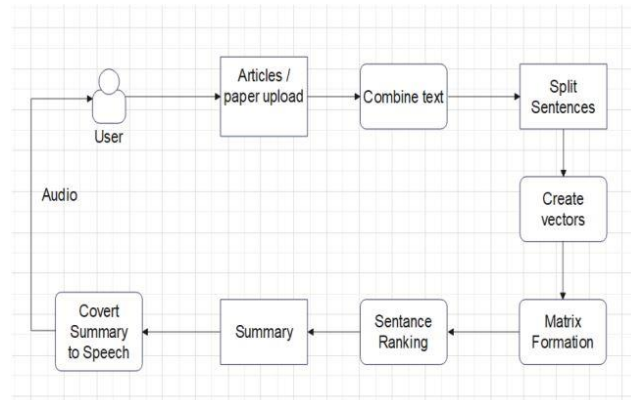 User
Articles /
paper upload
Combine text
Split
Sentences
Create
vectors
Matrix
Formation
Sentance
Ranking
Summary
Covert
Summary
to Speech
Audio